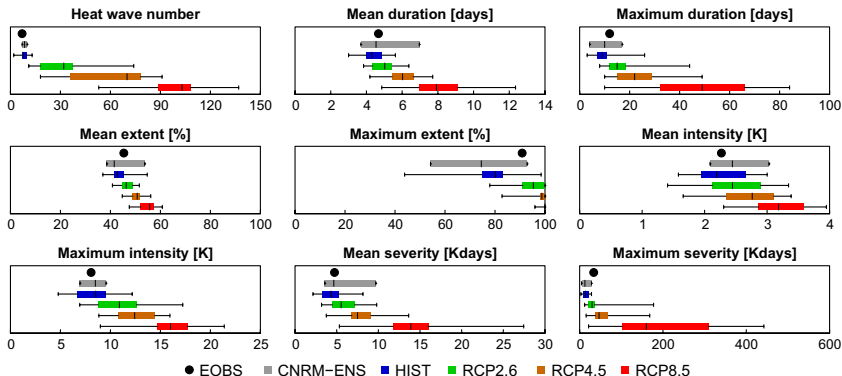 Heat wave number
Mean duration [days]
Maximum duration [days]
0 30 60 90 120 150
0 2 4 6 8 10 12 14
0 20 40 60 80 100
Mean extent [%]
Maximum extent [%]
Mean intensity [K]
0 20 40 60 80 100
0 20 40 60 80 100
0 1 2 3 4
Maximum intensity [K]
Mean severity [Kdays]
Maximum severity [Kdays]
0 5 10 15 20 25
0 5 10 15 20 25 30
0 200 400 600
EOBS CNRM−ENS HIST RCP2.6 RCP4.5 RCP8.5